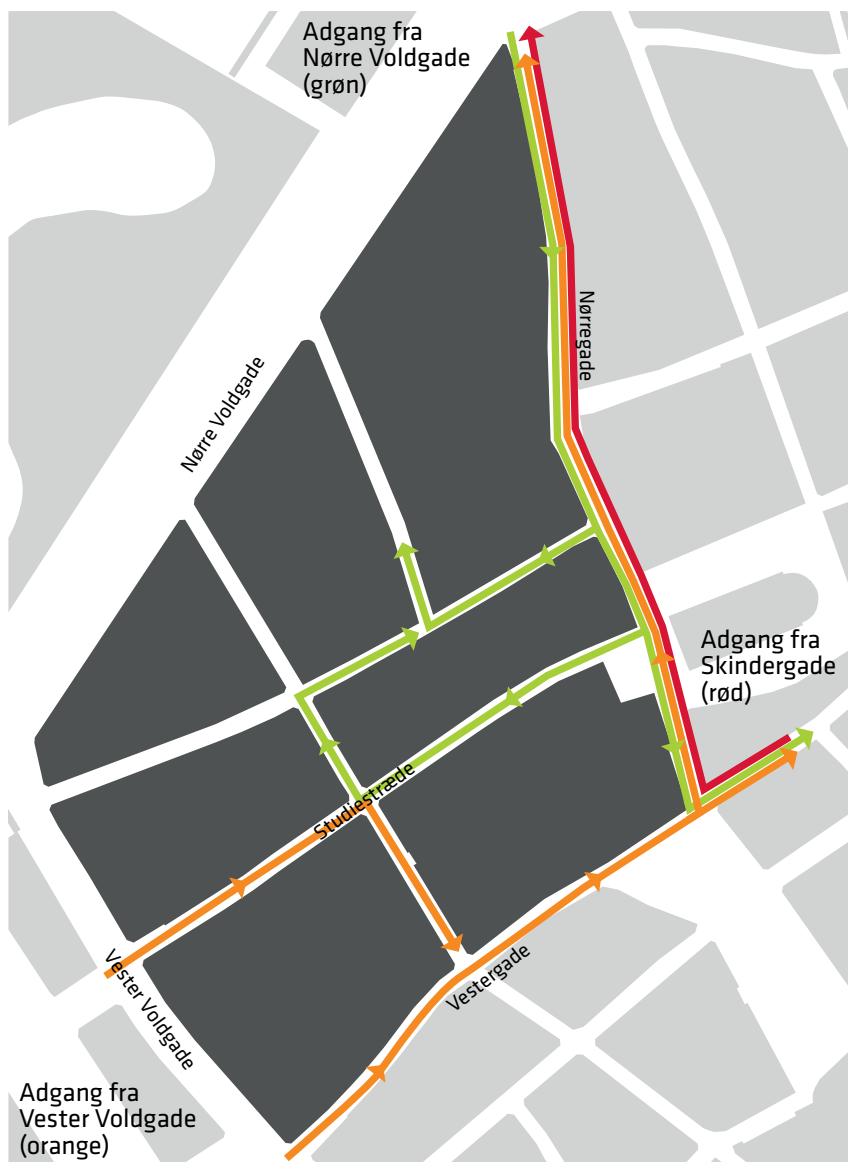 Adgang fra
Nørre Voldgade
(grøn)
Nørregade
Nørre Voldgade
Adgang fra
Skindergade
(rød)
Studiestræde
Vester Voldgade
Vestergade
Adgang fra
Vester Voldgade
(orange)